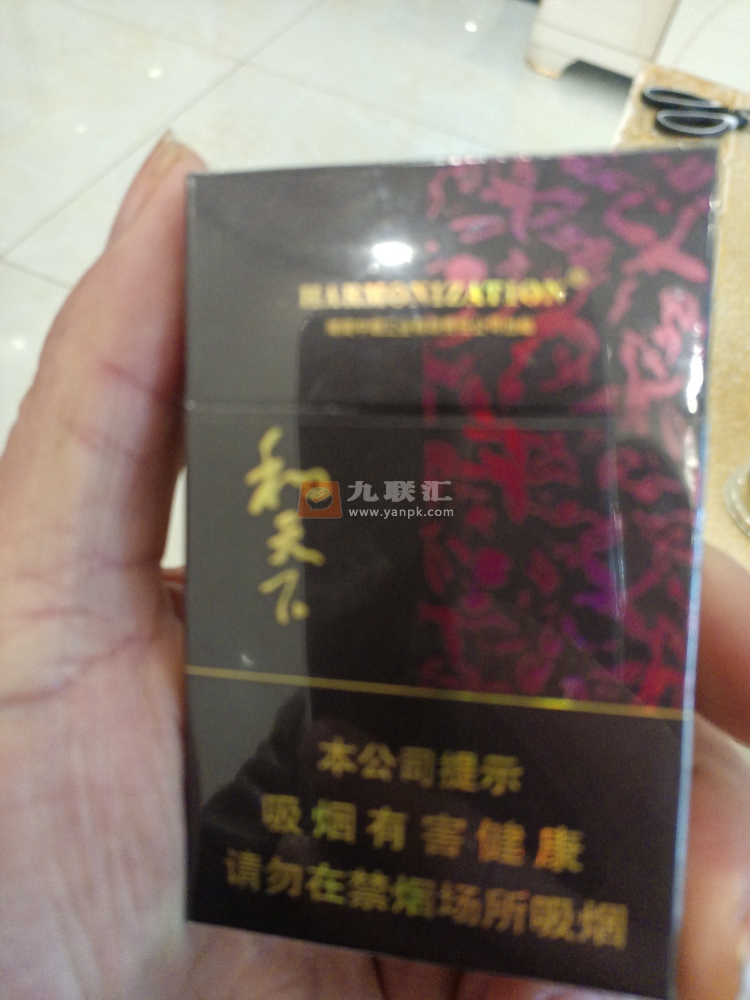 HARMONIZATION
和天下
九联汇
www.yanpk.com
本公司提示
吸烟有害健康
请勿在禁烟场所吸烟